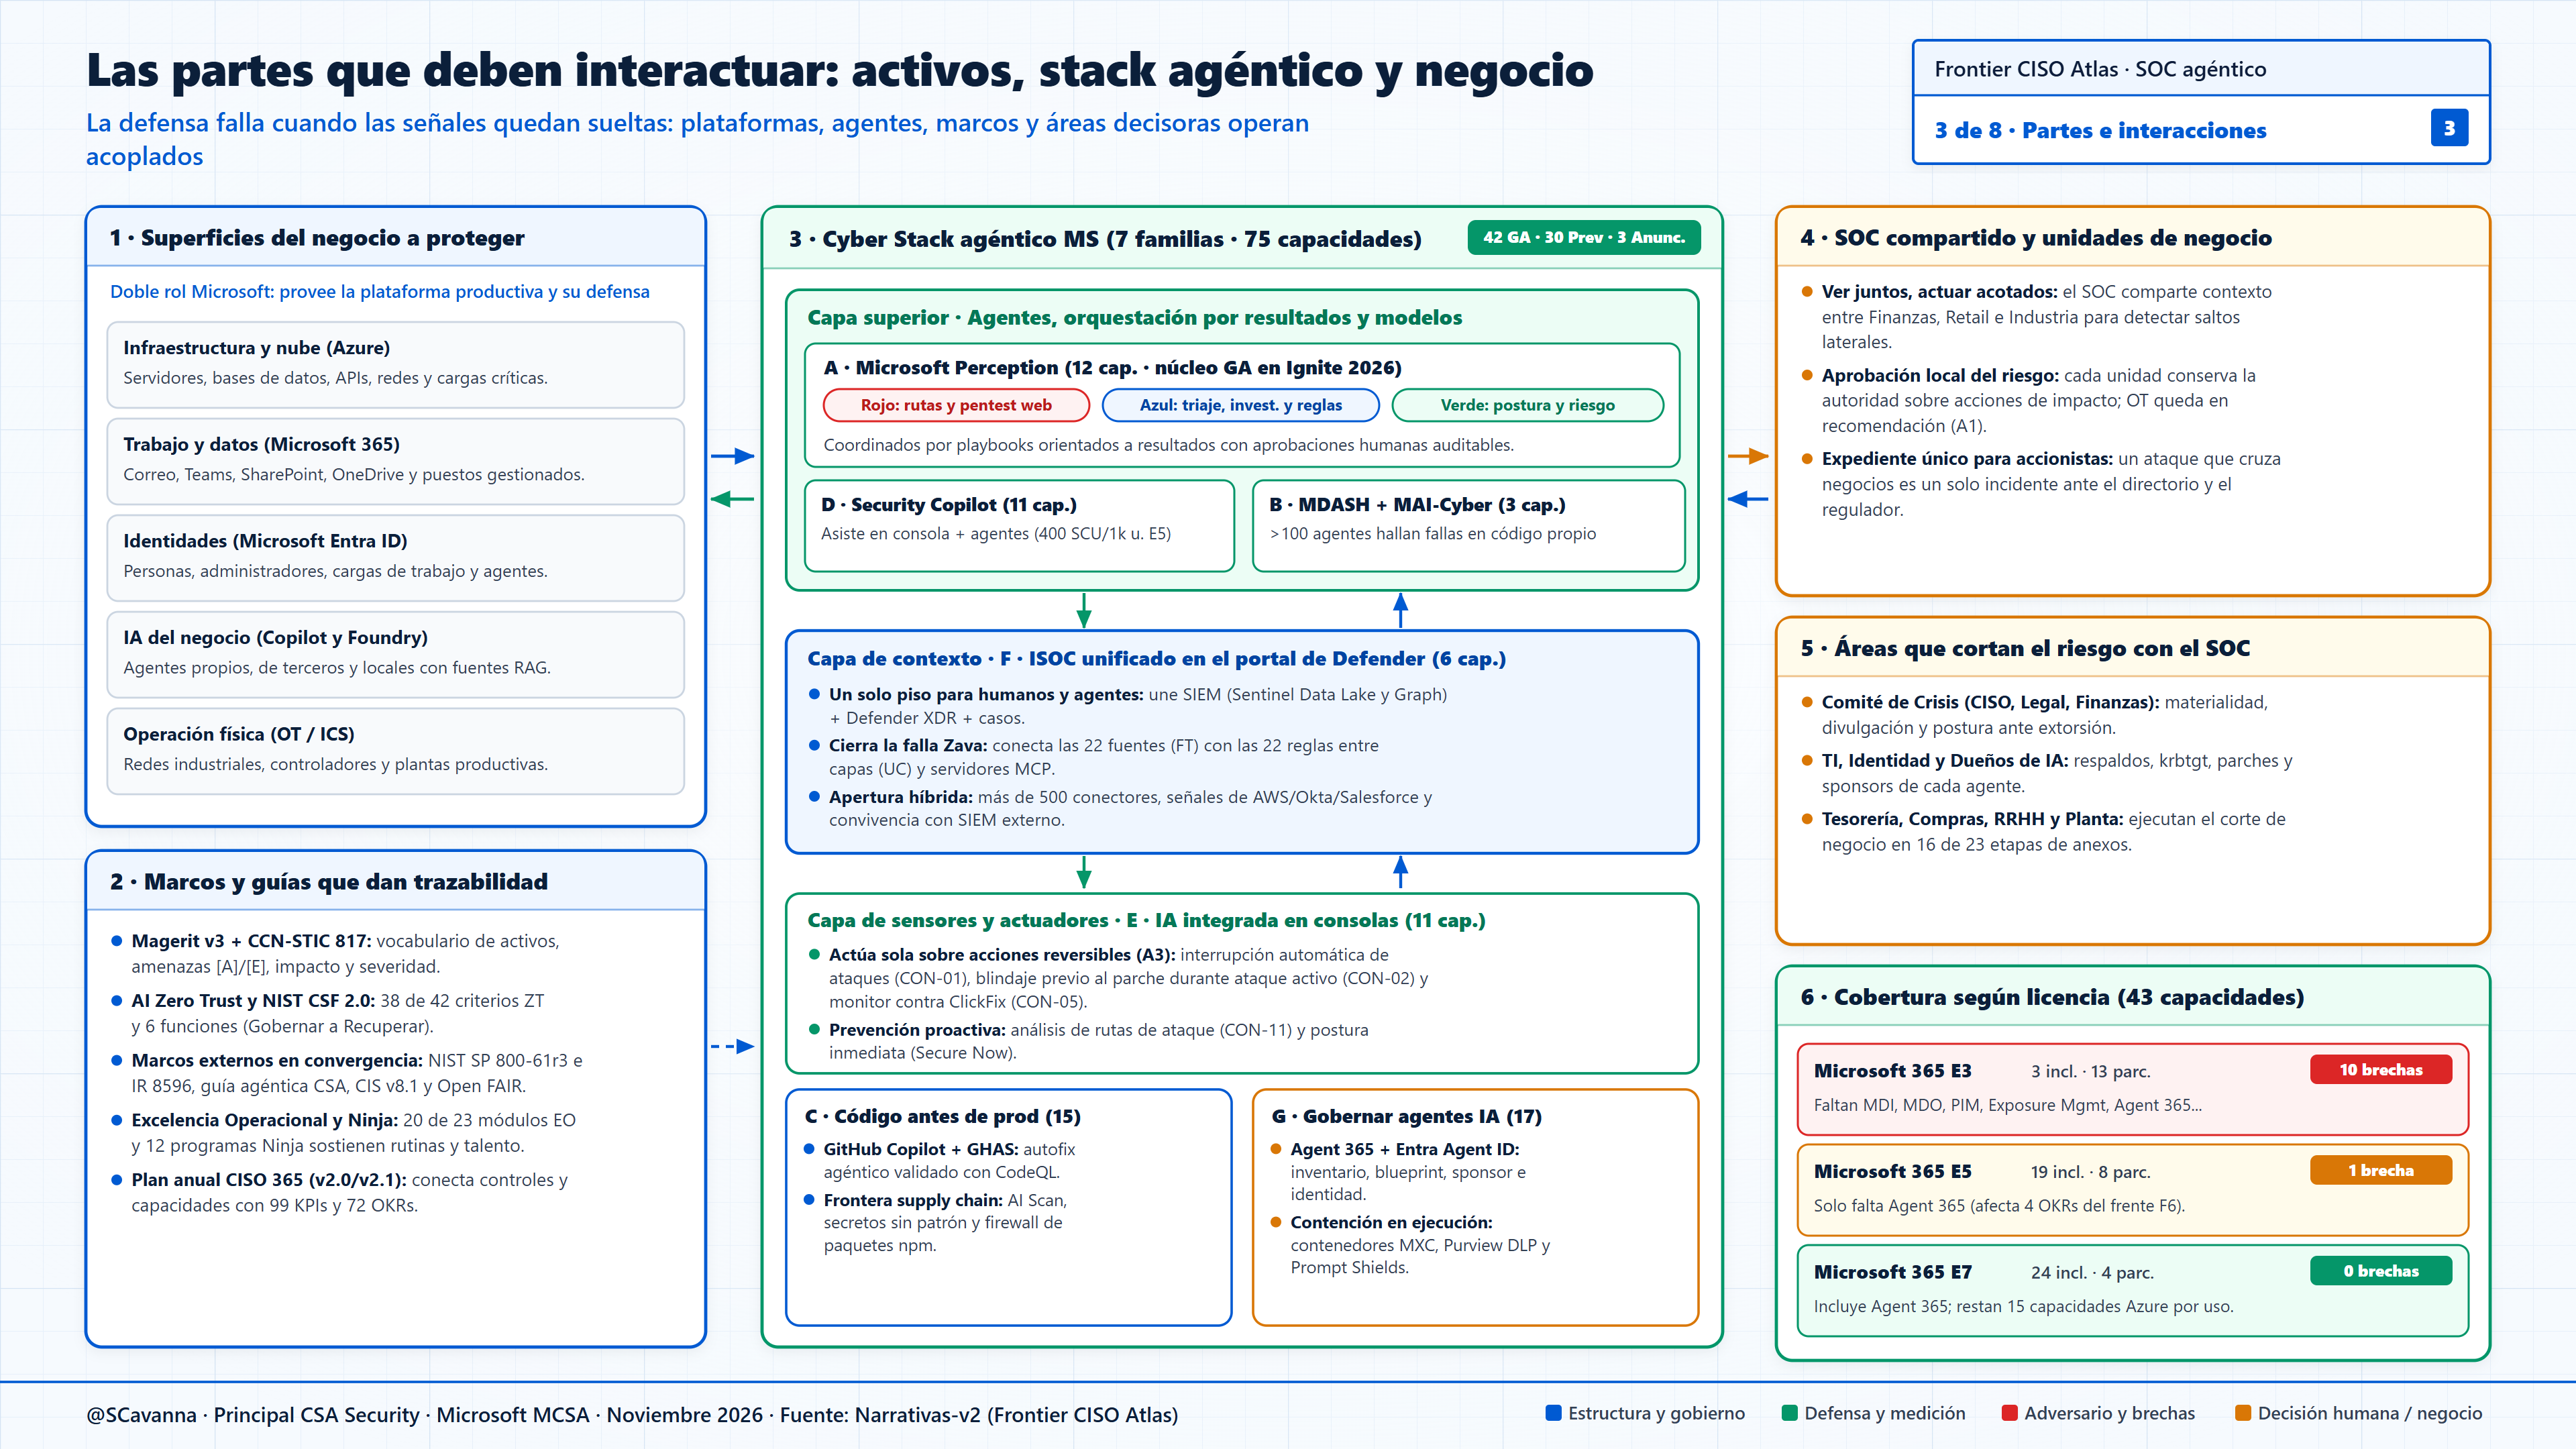 Las partes que deben interactuar: activos, stack agéntico y negocio
La defensa falla cuando las señales quedan sueltas: plataformas, agentes, marcos y áreas decisoras operan
acoplados
Frontier CISO Atlas · SOC agéntico
3 de 8 · Partes e interacciones
3
1 · Superficies del negocio a proteger
Doble rol Microsoft: provee la plataforma productiva y su defensa
Infraestructura y nube (Azure)
Servidores, bases de datos, APIs, redes y cargas críticas.
Trabajo y datos (Microsoft 365)
Correo, Teams, SharePoint, OneDrive y puestos gestionados.
Identidades (Microsoft Entra ID)
Personas, administradores, cargas de trabajo y agentes.
IA del negocio (Copilot y Foundry)
Agentes propios, de terceros y locales con fuentes RAG.
Operación física (OT / ICS)
Redes industriales, controladores y plantas productivas.
2 · Marcos y guías que dan trazabilidad
Magerit v3 + CCN-STIC 817: vocabulario de activos,
amenazas [A]/[E], impacto y severidad.
AI Zero Trust y NIST CSF 2.0: 38 de 42 criterios ZT
y 6 funciones (Gobernar a Recuperar).
Marcos externos en convergencia: NIST SP 800-61r3 e
IR 8596, guía agéntica CSA, CIS v8.1 y Open FAIR.
Excelencia Operacional y Ninja: 20 de 23 módulos EO
y 12 programas Ninja sostienen rutinas y talento.
Plan anual CISO 365 (v2.0/v2.1): conecta controles y
capacidades con 99 KPIs y 72 OKRs.
3 · Cyber Stack agéntico MS (7 familias · 75 capacidades)
42 GA · 30 Prev · 3 Anunc.
Capa superior · Agentes, orquestación por resultados y modelos
A · Microsoft Perception (12 cap. · núcleo GA en Ignite 2026)
Rojo: rutas y pentest web
Azul: triaje, invest. y reglas
Verde: postura y riesgo
Coordinados por playbooks orientados a resultados con aprobaciones humanas auditables.
D · Security Copilot (11 cap.)
Asiste en consola + agentes (400 SCU/1k u. E5)
B · MDASH + MAI-Cyber (3 cap.)
>100 agentes hallan fallas en código propio
Capa de contexto · F · ISOC unificado en el portal de Defender (6 cap.)
Un solo piso para humanos y agentes: une SIEM (Sentinel Data Lake y Graph)
+ Defender XDR + casos.
Cierra la falla Zava: conecta las 22 fuentes (FT) con las 22 reglas entre
capas (UC) y servidores MCP.
Apertura híbrida: más de 500 conectores, señales de AWS/Okta/Salesforce y
convivencia con SIEM externo.
Capa de sensores y actuadores · E · IA integrada en consolas (11 cap.)
Actúa sola sobre acciones reversibles (A3): interrupción automática de
ataques (CON-01), blindaje previo al parche durante ataque activo (CON-02) y
monitor contra ClickFix (CON-05).
Prevención proactiva: análisis de rutas de ataque (CON-11) y postura
inmediata (Secure Now).
C · Código antes de prod (15)
GitHub Copilot + GHAS: autofix
agéntico validado con CodeQL.
Frontera supply chain: AI Scan,
secretos sin patrón y firewall de
paquetes npm.
G · Gobernar agentes IA (17)
Agent 365 + Entra Agent ID:
inventario, blueprint, sponsor e
identidad.
Contención en ejecución:
contenedores MXC, Purview DLP y
Prompt Shields.
4 · SOC compartido y unidades de negocio
Ver juntos, actuar acotados: el SOC comparte contexto
entre Finanzas, Retail e Industria para detectar saltos
laterales.
Aprobación local del riesgo: cada unidad conserva la
autoridad sobre acciones de impacto; OT queda en
recomendación (A1).
Expediente único para accionistas: un ataque que cruza
negocios es un solo incidente ante el directorio y el
regulador.
5 · Áreas que cortan el riesgo con el SOC
Comité de Crisis (CISO, Legal, Finanzas): materialidad,
divulgación y postura ante extorsión.
TI, Identidad y Dueños de IA: respaldos, krbtgt, parches y
sponsors de cada agente.
Tesorería, Compras, RRHH y Planta: ejecutan el corte de
negocio en 16 de 23 etapas de anexos.
6 · Cobertura según licencia (43 capacidades)
Microsoft 365 E3 3 incl. · 13 parc. 10 brechas
Faltan MDI, MDO, PIM, Exposure Mgmt, Agent 365...
Microsoft 365 E5 19 incl. · 8 parc. 1 brecha
Solo falta Agent 365 (afecta 4 OKRs del frente F6).
Microsoft 365 E7 24 incl. · 4 parc. 0 brechas
Incluye Agent 365; restan 15 capacidades Azure por uso.
@SCavanna · Principal CSA Security · Microsoft MCSA · Noviembre 2026 · Fuente: Narrativas-v2 (Frontier CISO Atlas)
Estructura y gobierno
Defensa y medición
Adversario y brechas
Decisión humana / negocio